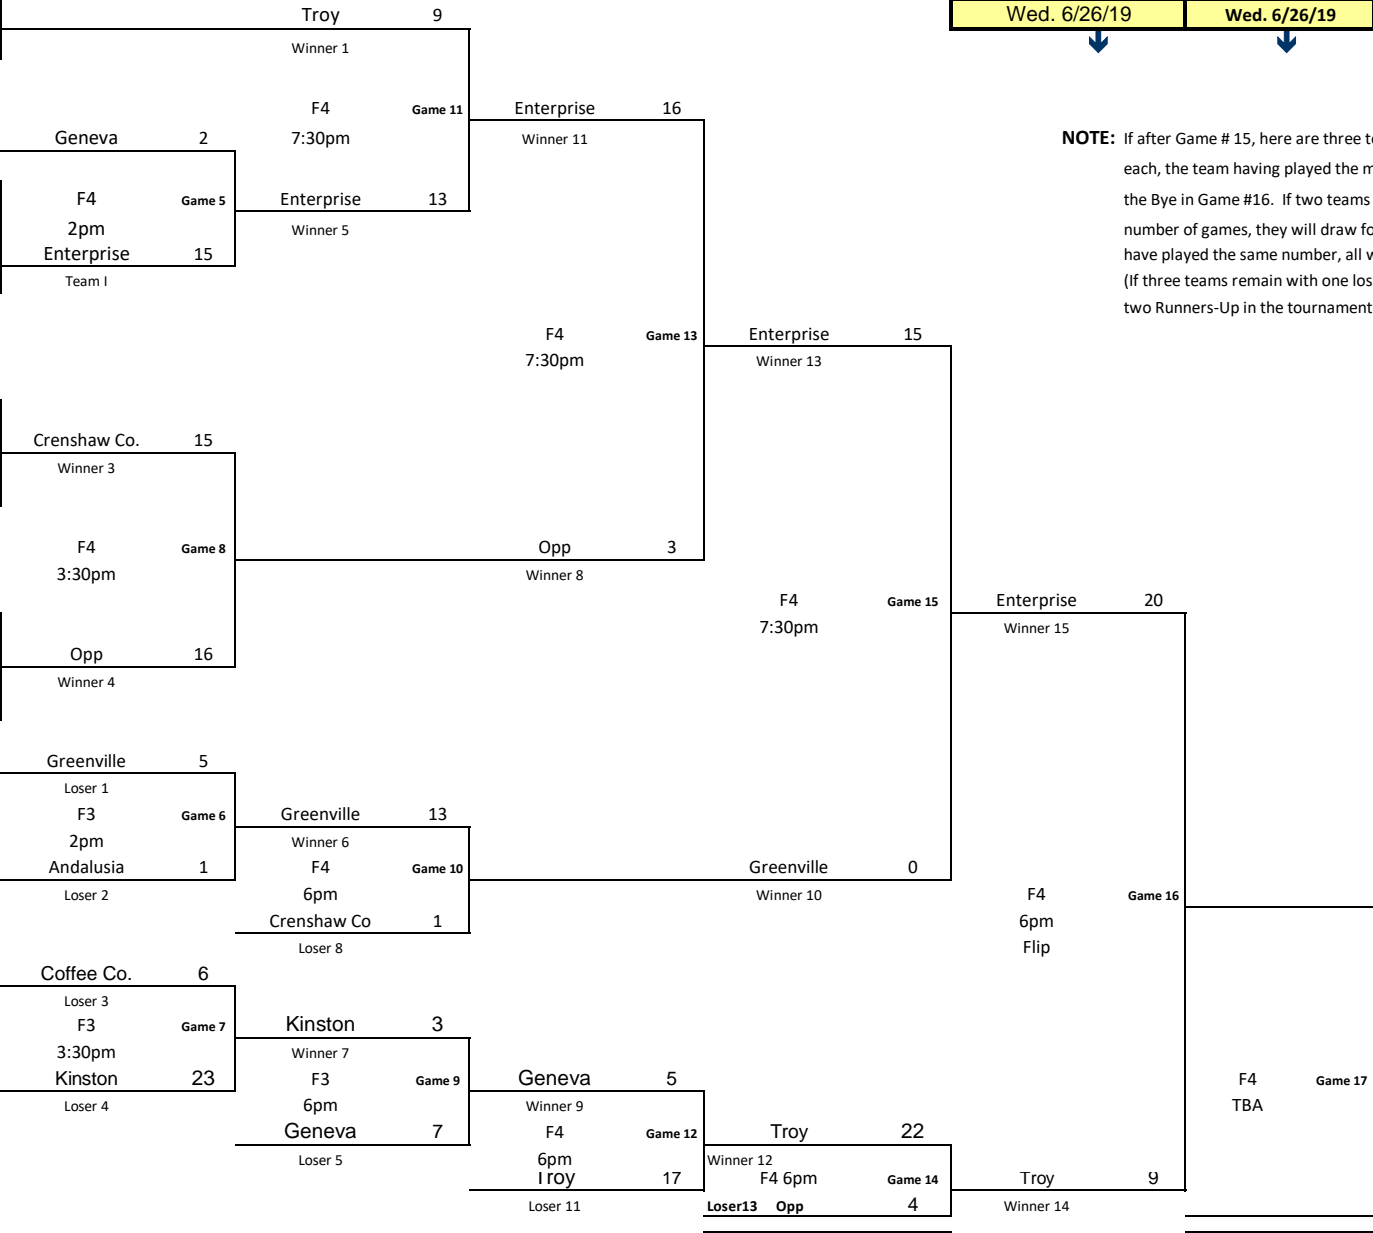 Troy 9
Wed. 6/26/19 Wed. 6/26/19
Winner 1
F4 Game 11 Enterprise 16
Geneva 2 7:30pm Winner 11
NOTE: If after Game # 15, here are three
each, the team having played the
F4 Game 5 Enterprise 13
the Bye in Game #16. If two teams
2pm Winner 5
number of games, they will draw
Enterprise 15
have played the same number, all
Team I
(If three teams remain with one
two Runners-Up in the tournament
F4 Game 13 Enterprise 15
7:30pm Winner 13
Crenshaw Co. 15
Winner 3
F4 Game 8 Opp 3
3:30pm Winner 8
F4 Game 15 Enterprise 20
7:30pm Winner 15
Opp 16
Winner 4
Greenville 5
Loser 1
F3 Game 6 Greenville 13
2pm Winner 6
Andalusia 1 F4 Game 10 Greenville 0
Loser 2 6pm Winner 10 F4 Game 16
Crenshaw Co 1 6pm
Loser 8 Flip
Coffee Co. 6
Loser 3
F3 Game 7 Kinston 3
3:30pm Winner 7
Kinston 23 F3 Game 9 Geneva 5 F4 Game 17
Loser 4 6pm Winner 9 TBA
Geneva 7 F4 Game 12 Troy 22
Loser 5 6pm Winner 12
Troy 17 F4 6pm Game 14 Troy 9
Loser 11 Loser13 Opp 4 Winner 14